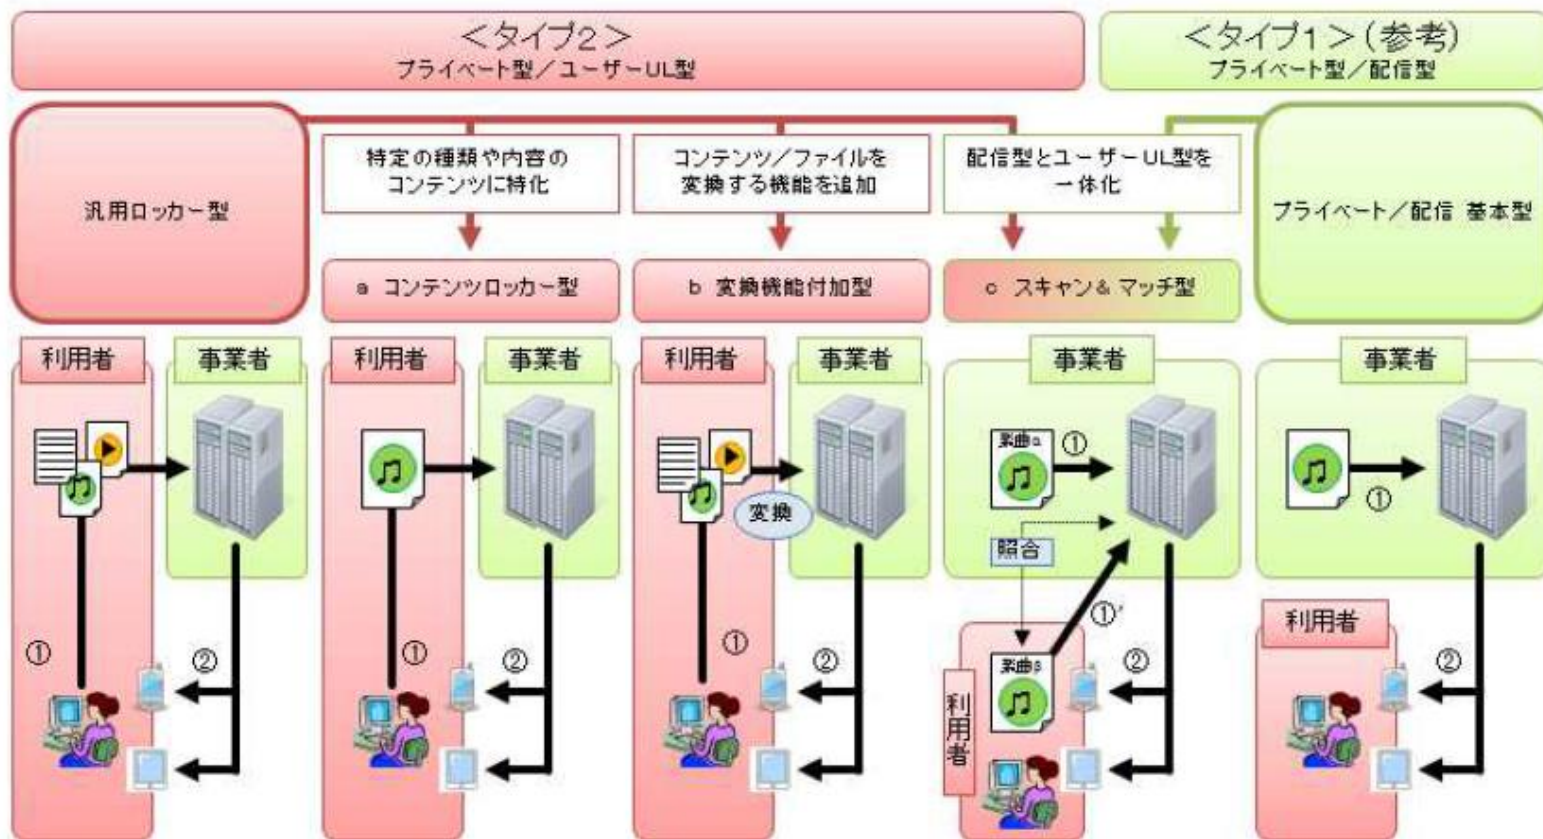 ＜タイプ２＞
プライベート型／ユーザーUL型
＜タイプ１＞(参考)
プライベート型／配信型
汎用ロッカー型
特定の種類や内容の
コンテンツに特化
コンテンツ／ファイルを
変換する機能を追加
配信型とユーザーUL型を
一体化
プライベート／配信 基本型
a コンテンツロッカー型
b 変換機能付加型
c スキャン＆マッチ型
利用者
事業者
①
②
利用者
事業者
①
②
利用者
事業者
変換
①
②
事業者
楽曲α
①
照合
①’
楽曲β
②
利用者
事業者
①
利用者
②